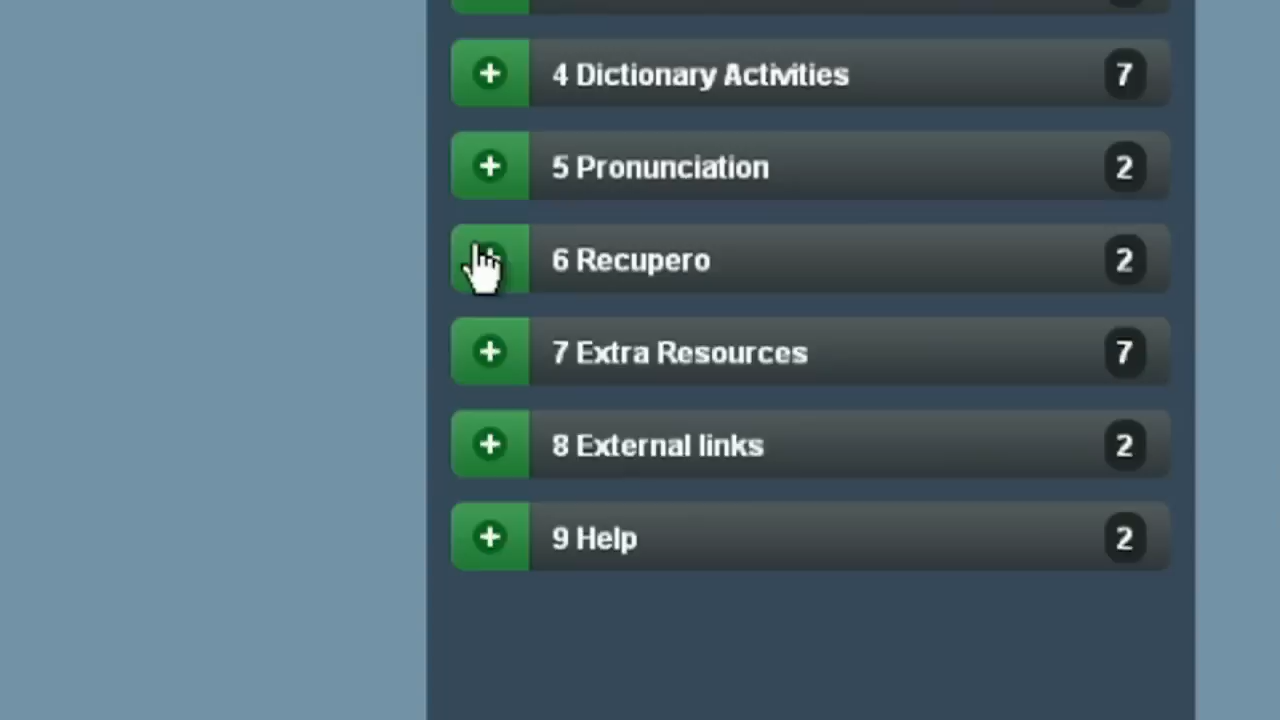 4 Dictionary Activities 7
5 Pronunciation 2
6 Recupero 2
7 Extra Resources 7
8 External links 2
9 Help 2